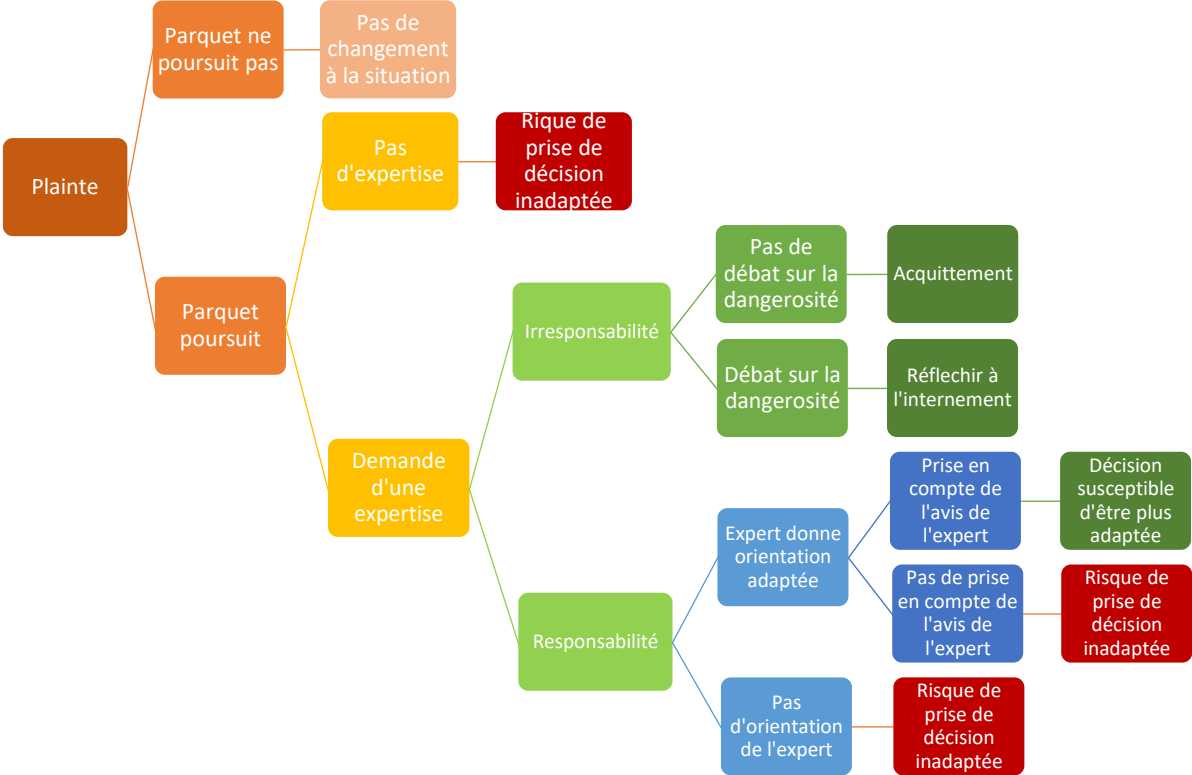 Parquet ne
poursuit pas
Pas de
changement
à la situation
Plainte
Pas
d'expertise
Rique de
prise de
décision
inadaptée
Parquet
poursuit
Demande
d'une
expertise
Irresponsabilité
Pas de
débat sur la
dangerosité
Acquittement
Débat sur la
dangerosité
Réflechir à
l'internement
Responsabilité
Expert donne
orientation
adaptée
Prise en
compte de
l'avis de
l'expert
Décision
susceptible
d'être plus
adaptée
Pas de prise
en compte de
l'avis de
l'expert
Risque de
prise de
décision
inadaptée
Pas
d'orientation
de l'expert
Risque de
prise de
décision
inadaptée